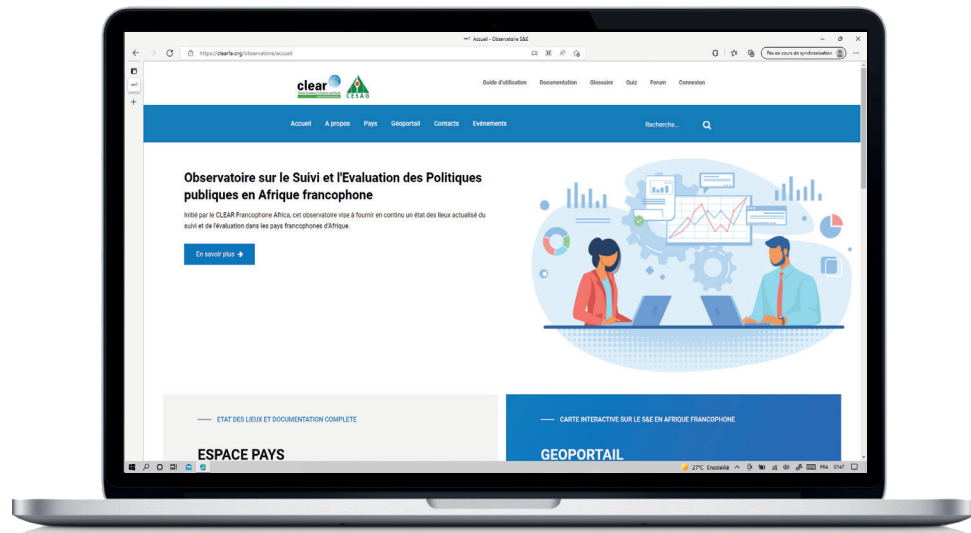 Accueil - Observatoire S&E
https://clearfa.org/observatoire/accueil
Pas en cours de synchronisation
clear
CESAG
Guide d'utilisation Documentation Glossaire Quiz Forum Connexion
Accueil A propos Pays Géoportail Contacts Evénements Recherche...
Observatoire sur le Suivi et l'Evaluation des Politiques
publiques en Afrique francophone
Initié par le CLEAR Francophone Africa, cet observatoire vise à fournir en continu un état des lieux actualisé du
suivi et de l'évaluation dans les pays francophones d'Afrique.
En savoir plus
ETAT DES LIEUX ET DOCUMENTATION COMPLETE
ESPACE PAYS
CARTE INTERACTIVE SUR LE S&E EN AFRIQUE FRANCOPHONE
GEOPORTAIL
27°C Ensoleillé
FRA